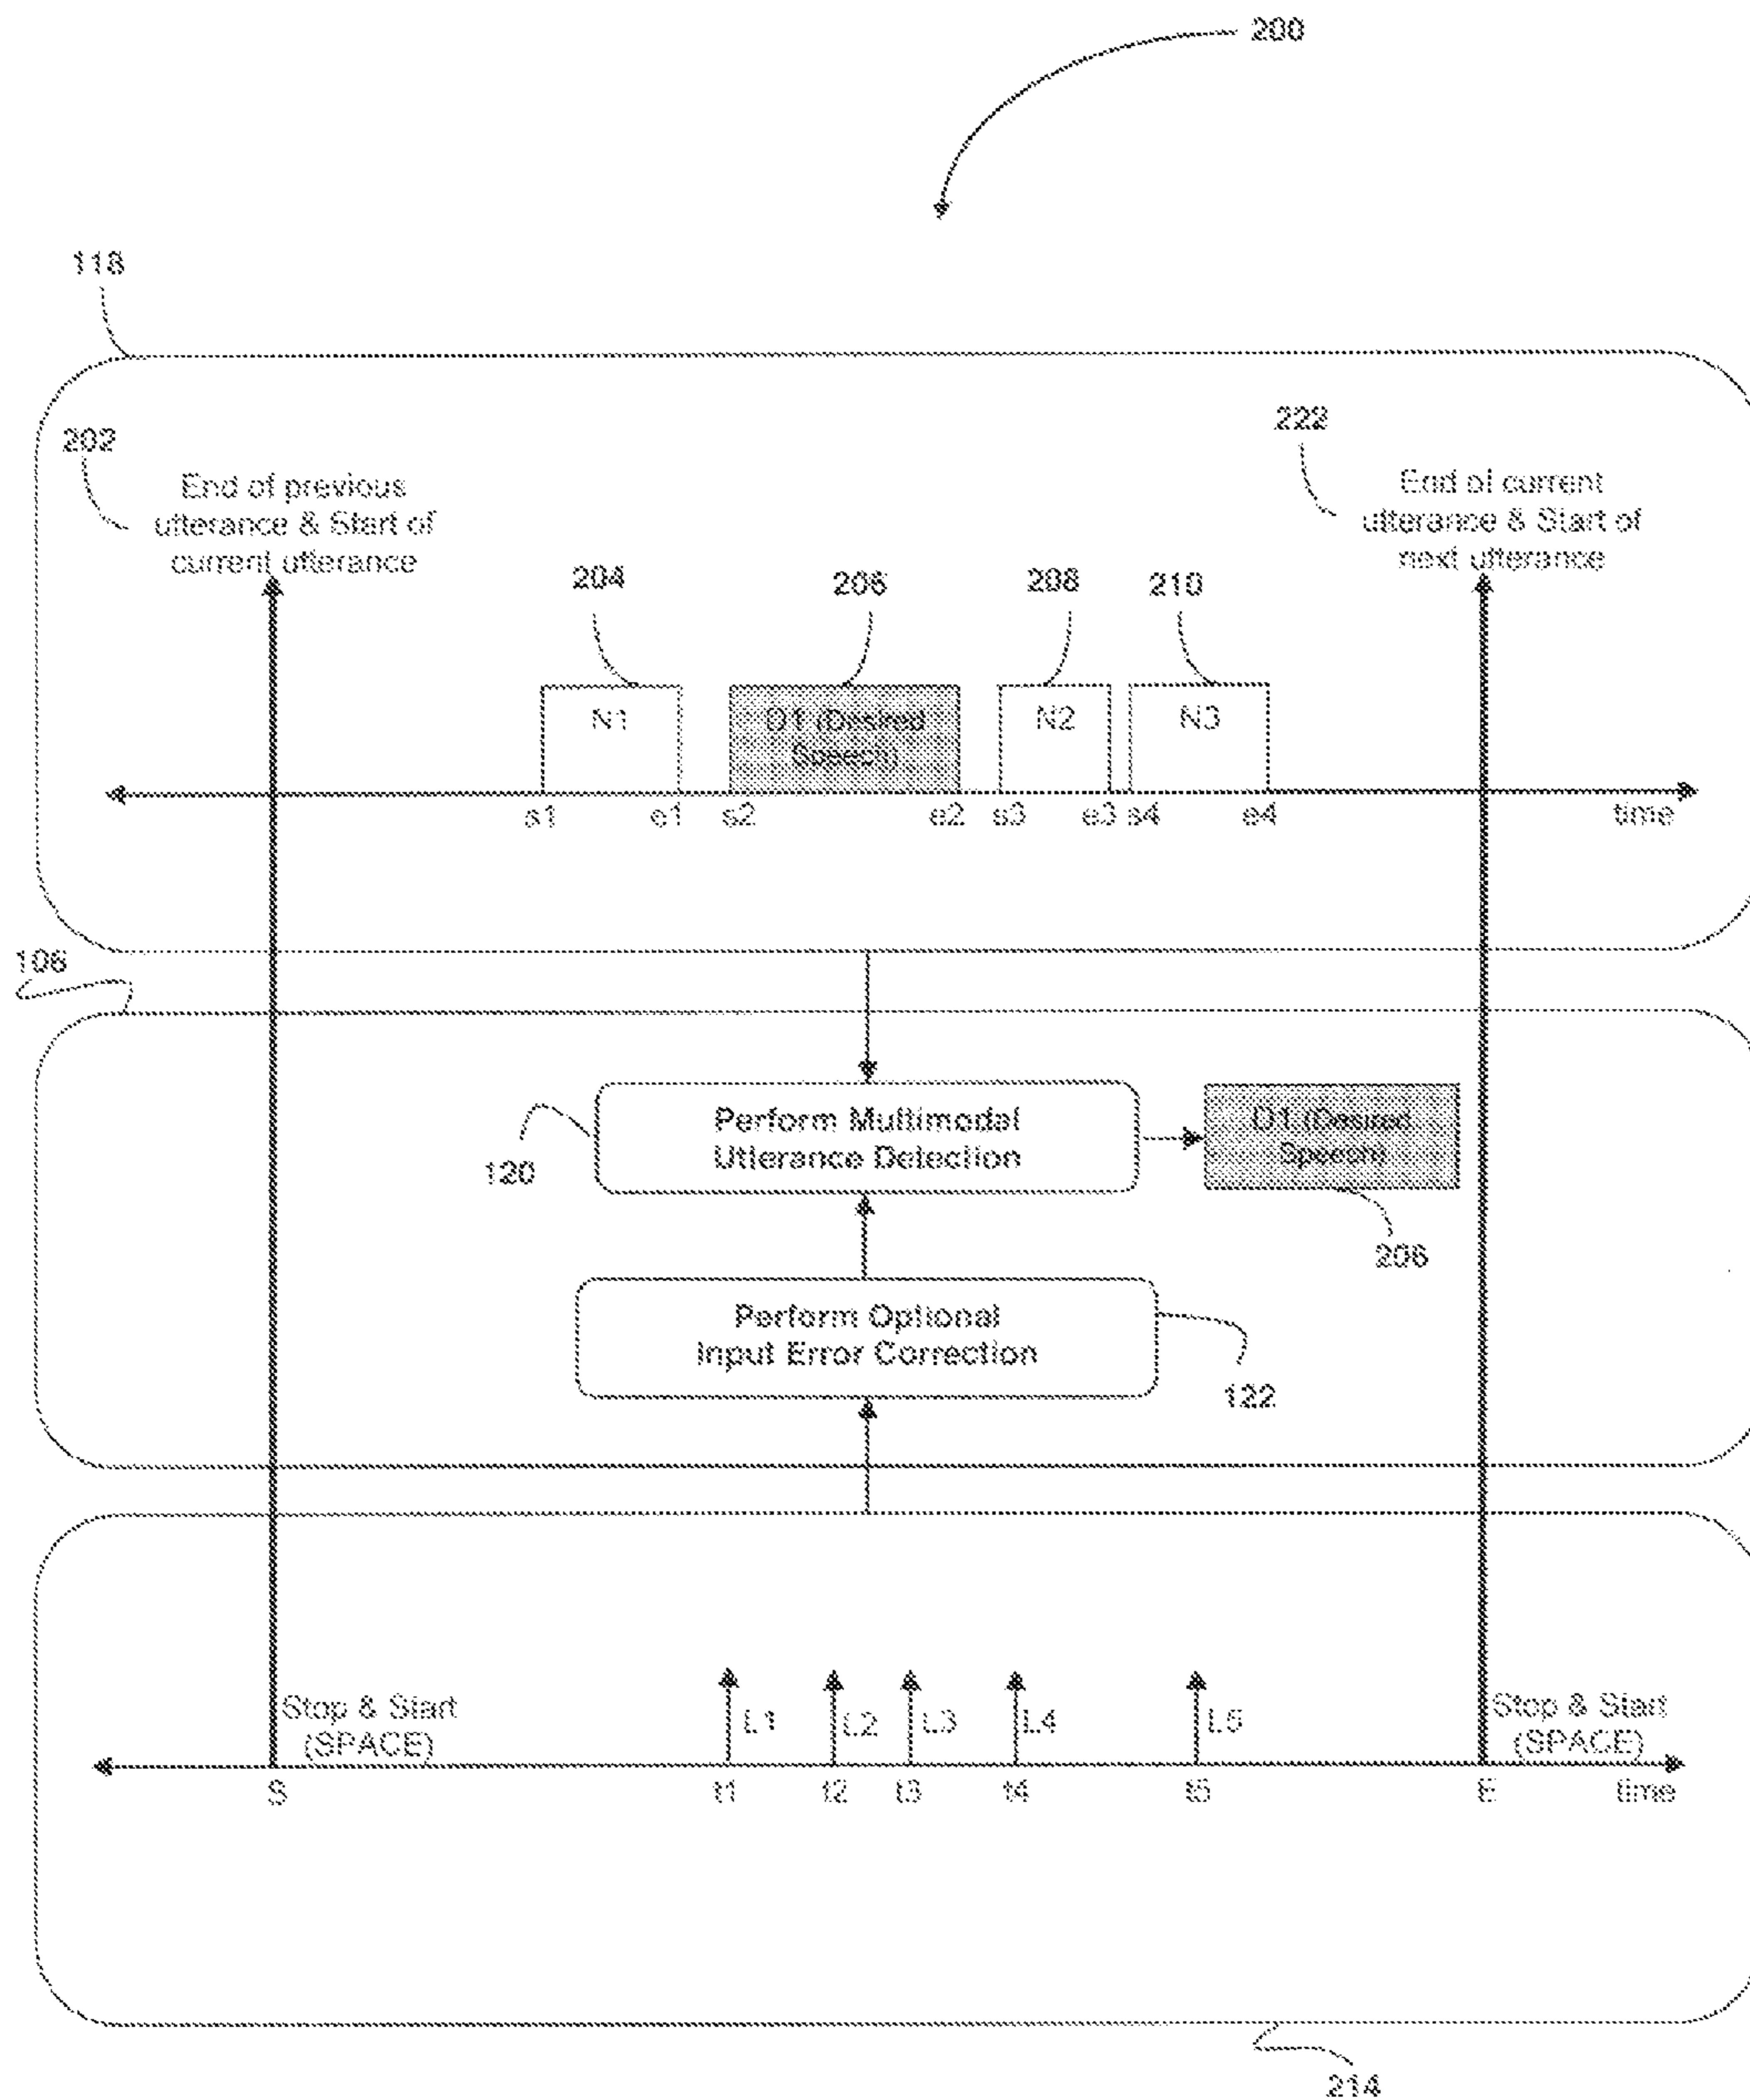 200
118
202
222
End of previous
utterance & Start of
current utterance
End of current
utterance & Start of
next utterance
204
206
208
210
N1
D1 (Desired
Speech)
N2
N3
s1
e1
s2
e2
s3
e3
s4
e4
time
106
Perform Multimodal
Utterance Detection
D1 (Desired
Speech)
120
206
Perform Optional
Input Error Correction
122
Stop & Start
(SPACE)
L1
L2
L3
L4
L5
Stop & Start
(SPACE)
S
t1
t2
t3
t4
t5
E
time
214